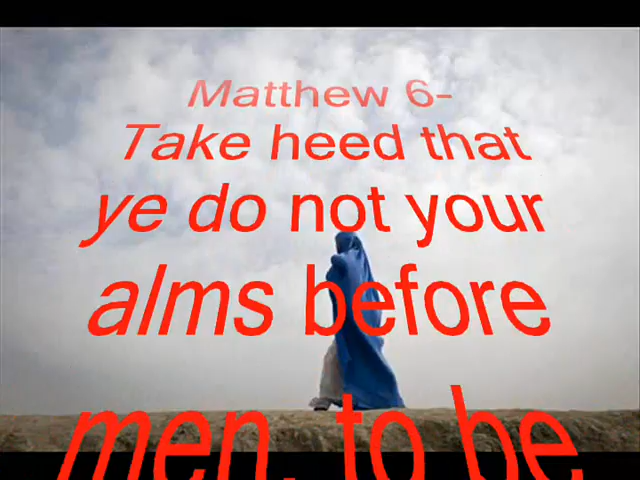 Matthew 6-
Take heed that
ye do not your
alms before
men, to be